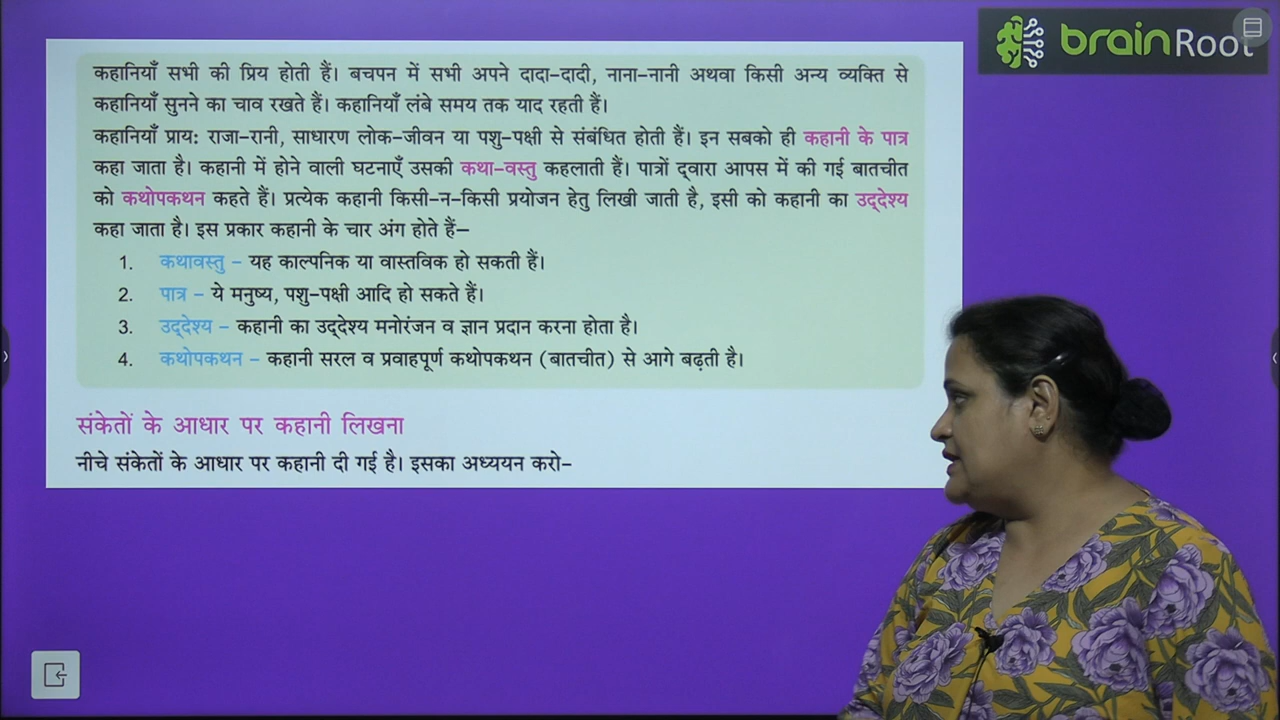 brainRoot
कहानियाँ सभी की प्रिय होती हैं। बचपन में सभी अपने दादा-दादी, नाना-नानी अथवा किसी अन्य व्यक्ति से
कहानियाँ सुनने का चाव रखते हैं। कहानियाँ लंबे समय तक याद रहती हैं।
कहानियाँ प्राय: राजा-रानी, साधारण लोक-जीवन या पशु-पक्षी से संबंधित होती हैं। इन सबको ही कहानी के पात्र
कहा जाता है। कहानी में होने वाली घटनाएँ उसकी कथा-वस्तु कहलाती हैं। पात्रों द्‌वारा आपस में की गई बातचीत
को कथोपकथन कहते हैं। प्रत्येक कहानी किसी-न-किसी प्रयोजन हेतु लिखी जाती है, इसी को कहानी का उद्‌देश्य
कहा जाता है। इस प्रकार कहानी के चार अंग होते हैं–
1. कथावस्तु – यह काल्पनिक या वास्तविक हो सकती हैं।
2. पात्र – ये मनुष्य, पशु-पक्षी आदि हो सकते हैं।
3. उद्‌देश्य – कहानी का उद्‌देश्य मनोरंजन व ज्ञान प्रदान करना होता है।
4. कथोपकथन – कहानी सरल व प्रवाहपूर्ण कथोपकथन (बातचीत) से आगे बढ़ती है।
संकेतों के आधार पर कहानी लिखना
नीचे संकेतों के आधार पर कहानी दी गई है। इसका अध्ययन करो–